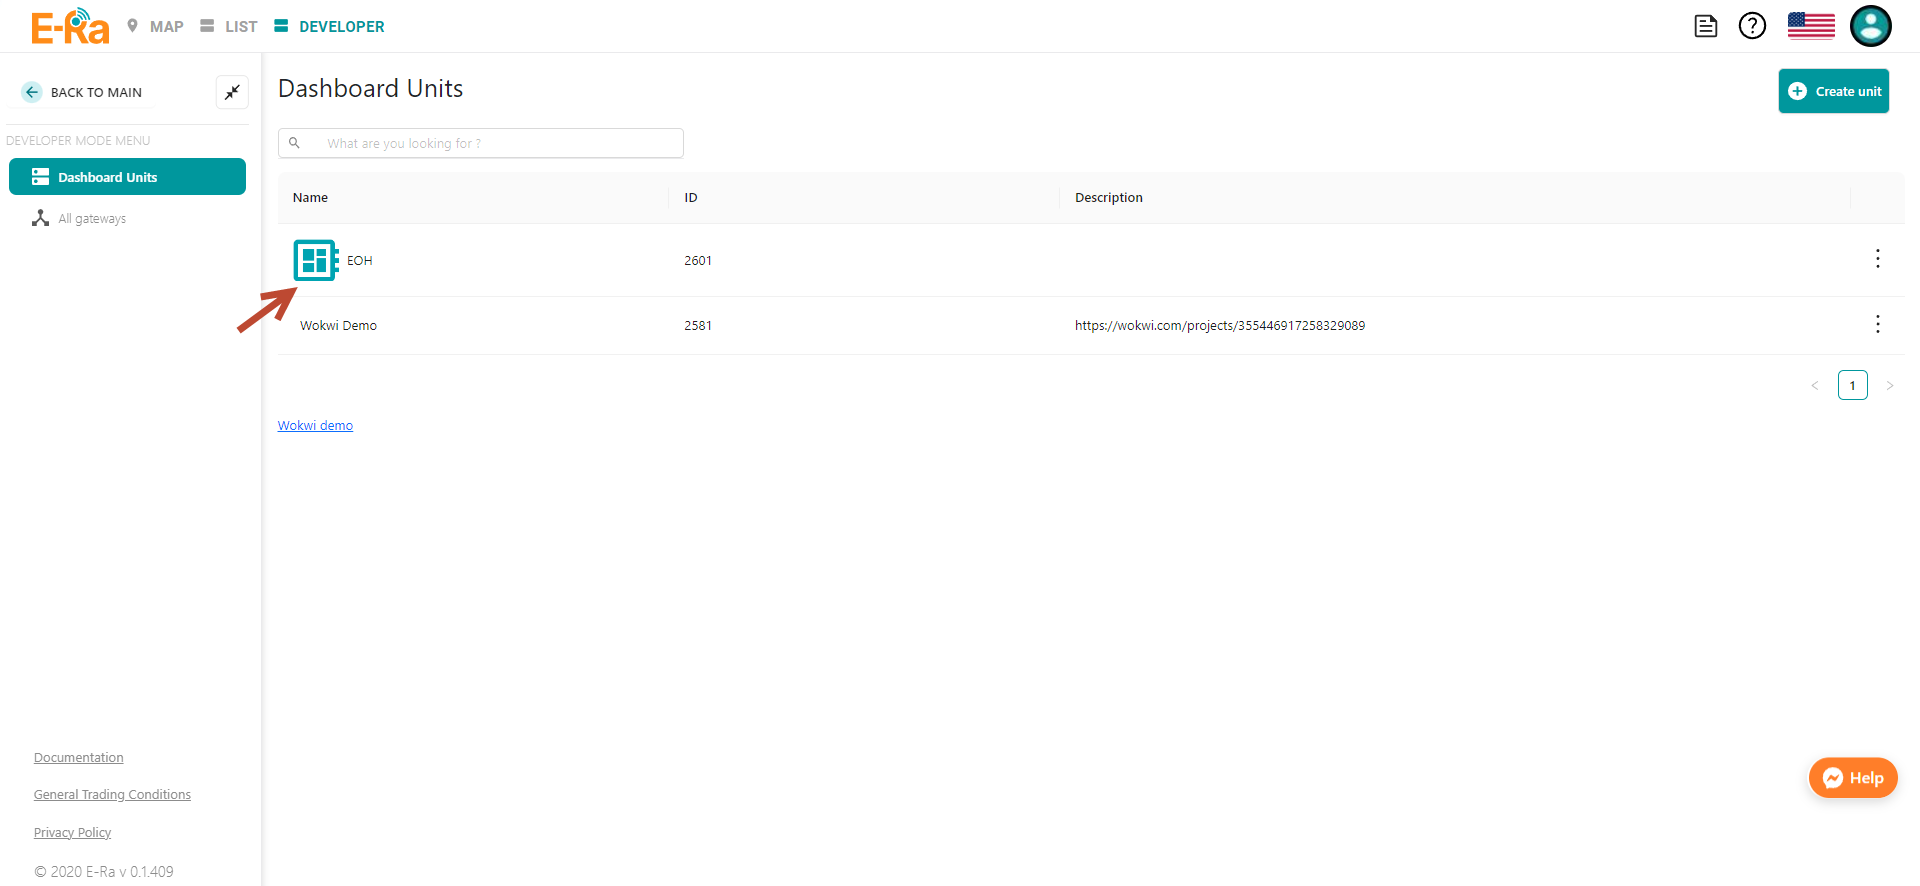 E-Ra MAP LIST DEVELOPER
BACK TO MAIN
DEVELOPER MODE MENU
Dashboard Units
All gateways
Dashboard Units
Create unit
What are you looking for ?
Name ID Description
EOH 2601
Wokwi Demo 2581 https://wokwi.com/projects/355446917258329089
< 1 >
Wokwi demo
Documentation
General Trading Conditions
Privacy Policy
© 2020 E-Ra v 0.1.409
Help